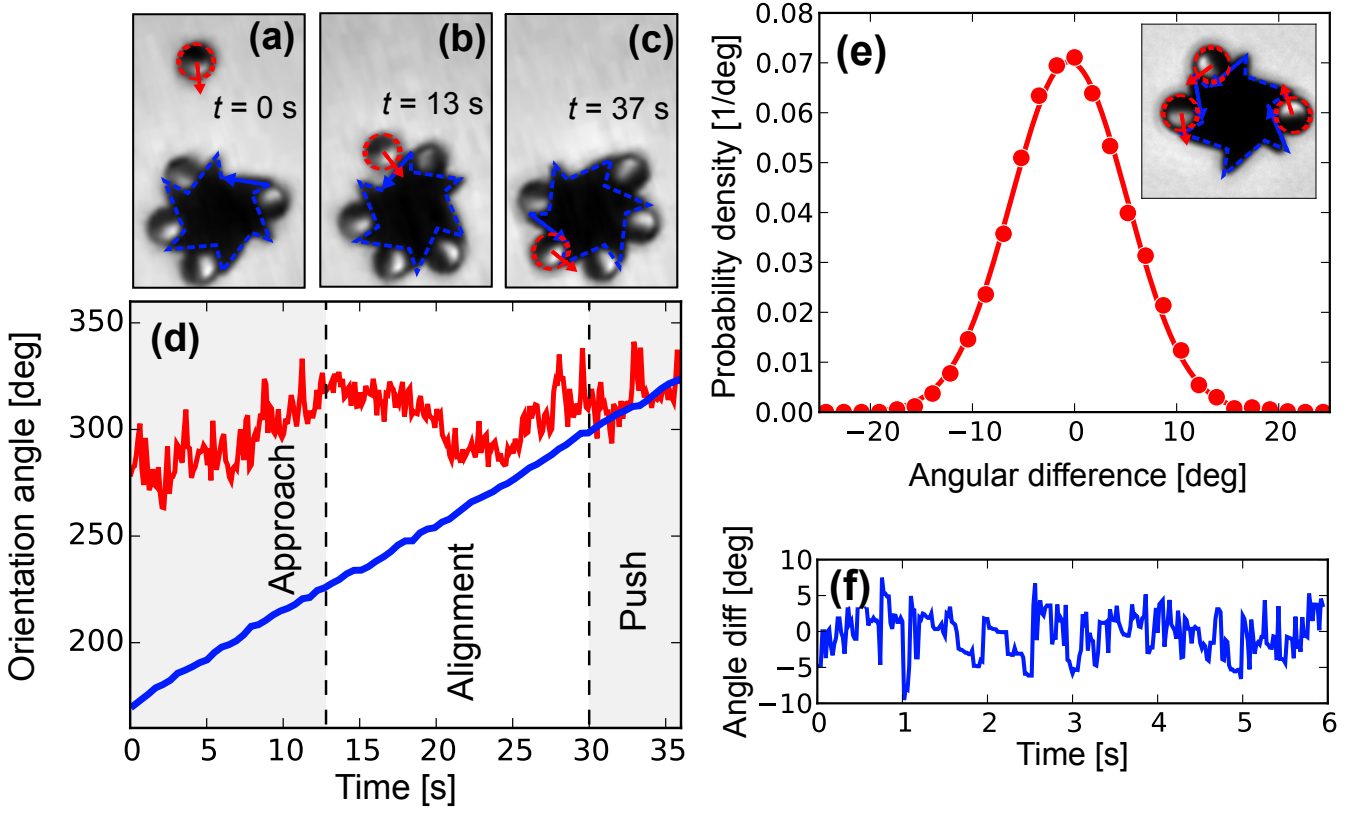 (a)
t = 0 s
(b)
t = 13 s
(c)
t = 37 s
(d)
Orientation angle [deg]
350
300
250
200
Approach
Alignment
Push
0 5 10 15 20 25 30 35
Time [s]
(e)
Probability density [1/deg]
0.08
0.07
0.06
0.05
0.04
0.03
0.02
0.01
0.00
−20 −10 0 10 20
Angular difference [deg]
(f)
Angle diff [deg]
10
5
0
−5
−10
0 1 2 3 4 5 6
Time [s]